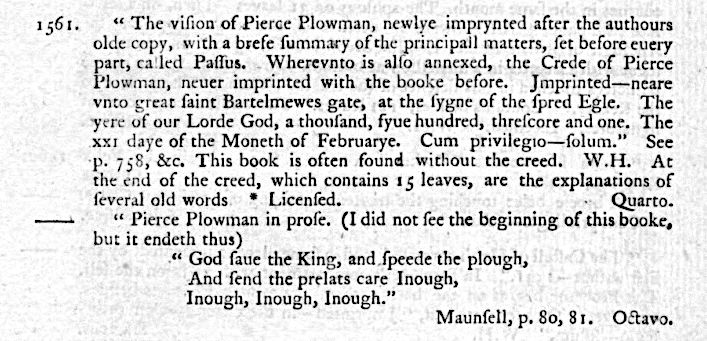 1561. “ The viſion of Pierce Plowman, newlye imprynted after the authours
olde copy, with a brefe ſummary of the principall matters, ſet before euery
part, called Paſſus. Wherevnto is alſo annexed, the Crede of Pierce
Plowman, neuer imprinted with the booke before. Jmprinted—neare
vnto great ſaint Bartelmewes gate, at the ſygne of the ſpred Egle. The
yere of our Lorde God, a thouſand, fyue hundred, threſcore and one. The
xxi daye of the Moneth of Februarye. Cum privilegio—ſolum.” See
p. 758, &c. This book is often found without the creed. W.H. At
the end of the creed, which contains 15 leaves, are the explanations of
ſeveral old words * Licenſed. Quarto.
—— “ Pierce Plowman in proſe. (I did not ſee the beginning of this booke,
but it endeth thus)
“ God ſaue the King, and ſpeede the plough,
And ſend the prelats care Inough,
Inough, Inough, Inough.”
Maunſell, p. 80, 81. Octavo.